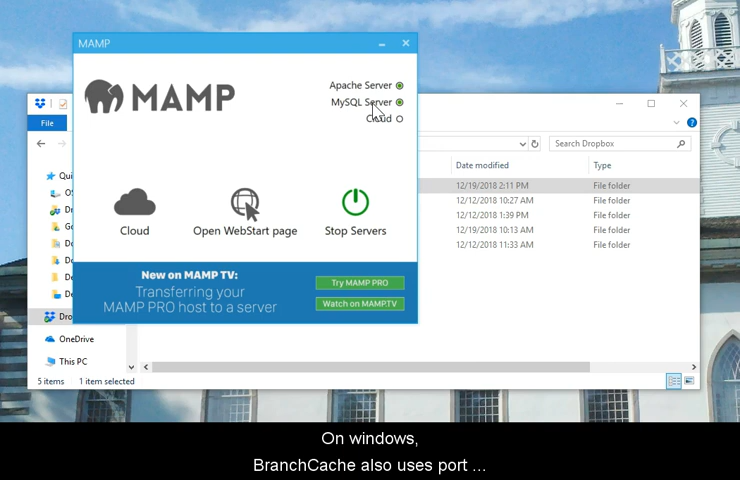 MAMP
MAMP
Apache Server
MySQL Server
Cloud
Cloud
Open WebStart page
Stop Servers
New on MAMP TV:
Transferring your
MAMP PRO host to a server
Try MAMP PRO
Watch on MAMP.TV
File
Search Dropbox
Date modified
Type
12/19/2018 2:11 PM
File folder
12/12/2018 10:27 AM
File folder
12/12/2018 1:39 PM
File folder
12/19/2018 10:13 AM
File folder
12/12/2018 11:33 AM
File folder
OneDrive
This PC
5 items
1 item selected
On windows,
BranchCache also uses port ...